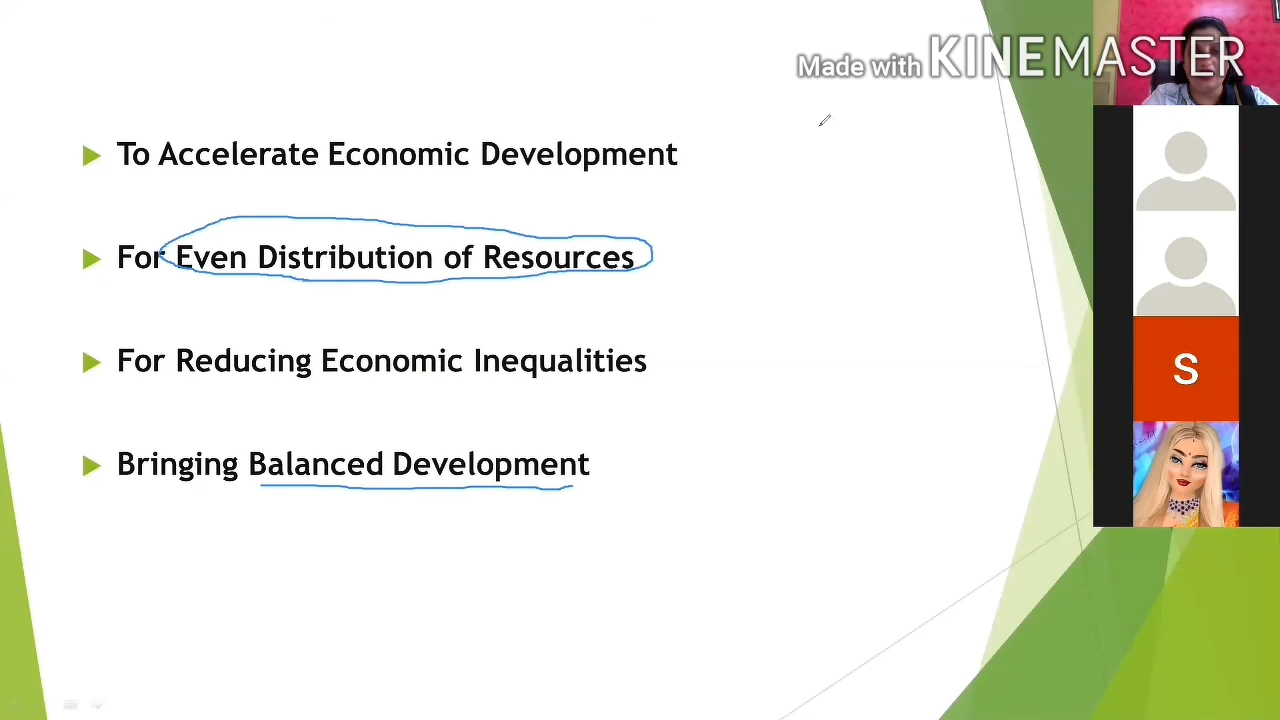 Made with KINEMASTER
To Accelerate Economic Development
For Even Distribution of Resources
For Reducing Economic Inequalities
Bringing Balanced Development
S